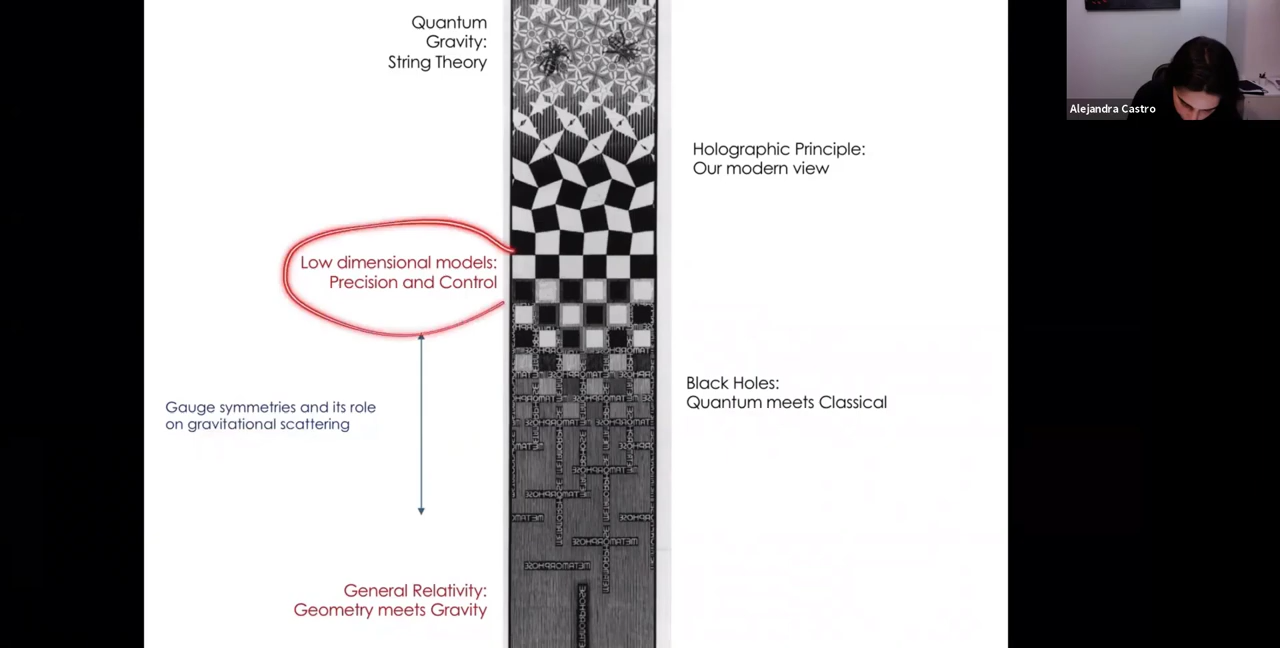 Quantum
Gravity:
String Theory
Alejandra Castro
Holographic Principle:
Our modern view
Low dimensional models:
Precision and Control
Black Holes:
Quantum meets Classical
Gauge symmetries and its role
on gravitational scattering
General Relativity:
Geometry meets Gravity